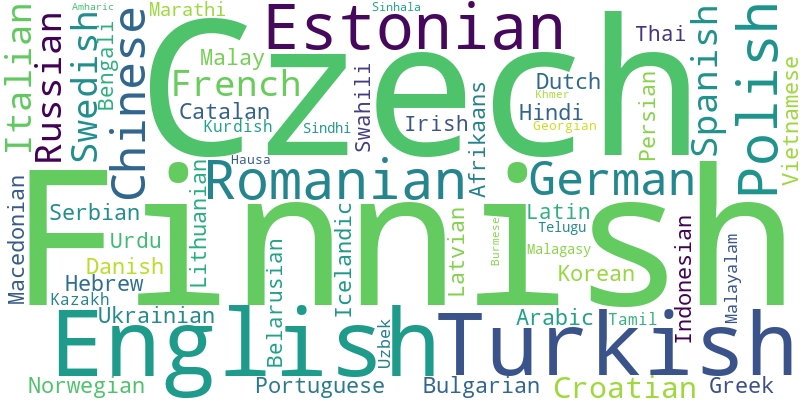 Amharic
Marathi
Sinhala
Italian
Russian
Swedish
Bengali
Chinese
Czech
Estonian
Malay
French
Catalan
Kurdish
Sindhi
Swahili
Irish
Afrikaans
Dutch
Khmer
Hindi
Georgian
Thai
Persian
Spanish
Polish
Vietnamese
Hausa
Romanian
German
Macedonian
Serbian
Urdu
Danish
Hebrew
Kazakh
Ukrainian
Lithuanian
Finnish
Belarusian
Icelandic
Latvian
Burmese
Latin
Telugu
Malagasy
Korean
Indonesian
Malayalam
English
Uzbek
Turkish
Arabic
Tamil
Norwegian
Portuguese
Bulgarian
Croatian
Greek